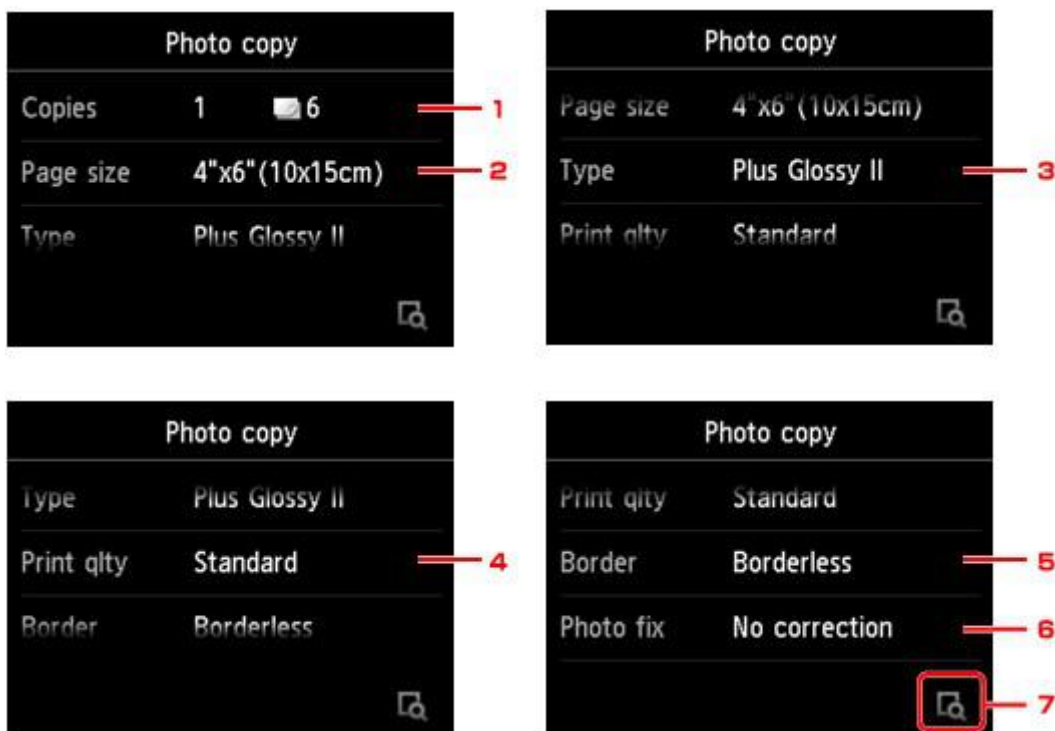 Photo copy
Copies 1 6 1
Page size 4"x6"(10x15cm) 2
Type Plus Glossy II
Photo copy
Page size 4"x6"(10x15cm)
Type Plus Glossy II 3
Print qlty Standard
Photo copy
Type Plus Glossy II
Print qlty Standard 4
Border Borderless
Photo copy
Print qlty Standard
Border Borderless 5
Photo fix No correction 6
7